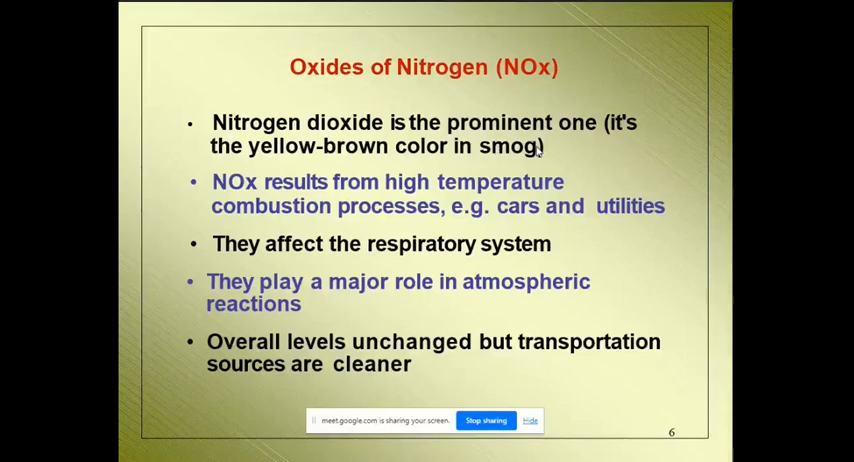 Oxides of Nitrogen (NOx)
• Nitrogen dioxide is the prominent one (it's
the yellow-brown color in smog)
• NOx results from high temperature
combustion processes, e.g. cars and utilities
• They affect the respiratory system
• They play a major role in atmospheric
reactions
• Overall levels unchanged but transportation
sources are cleaner
meet.google.com is sharing your screen. Stop sharing Hide
6